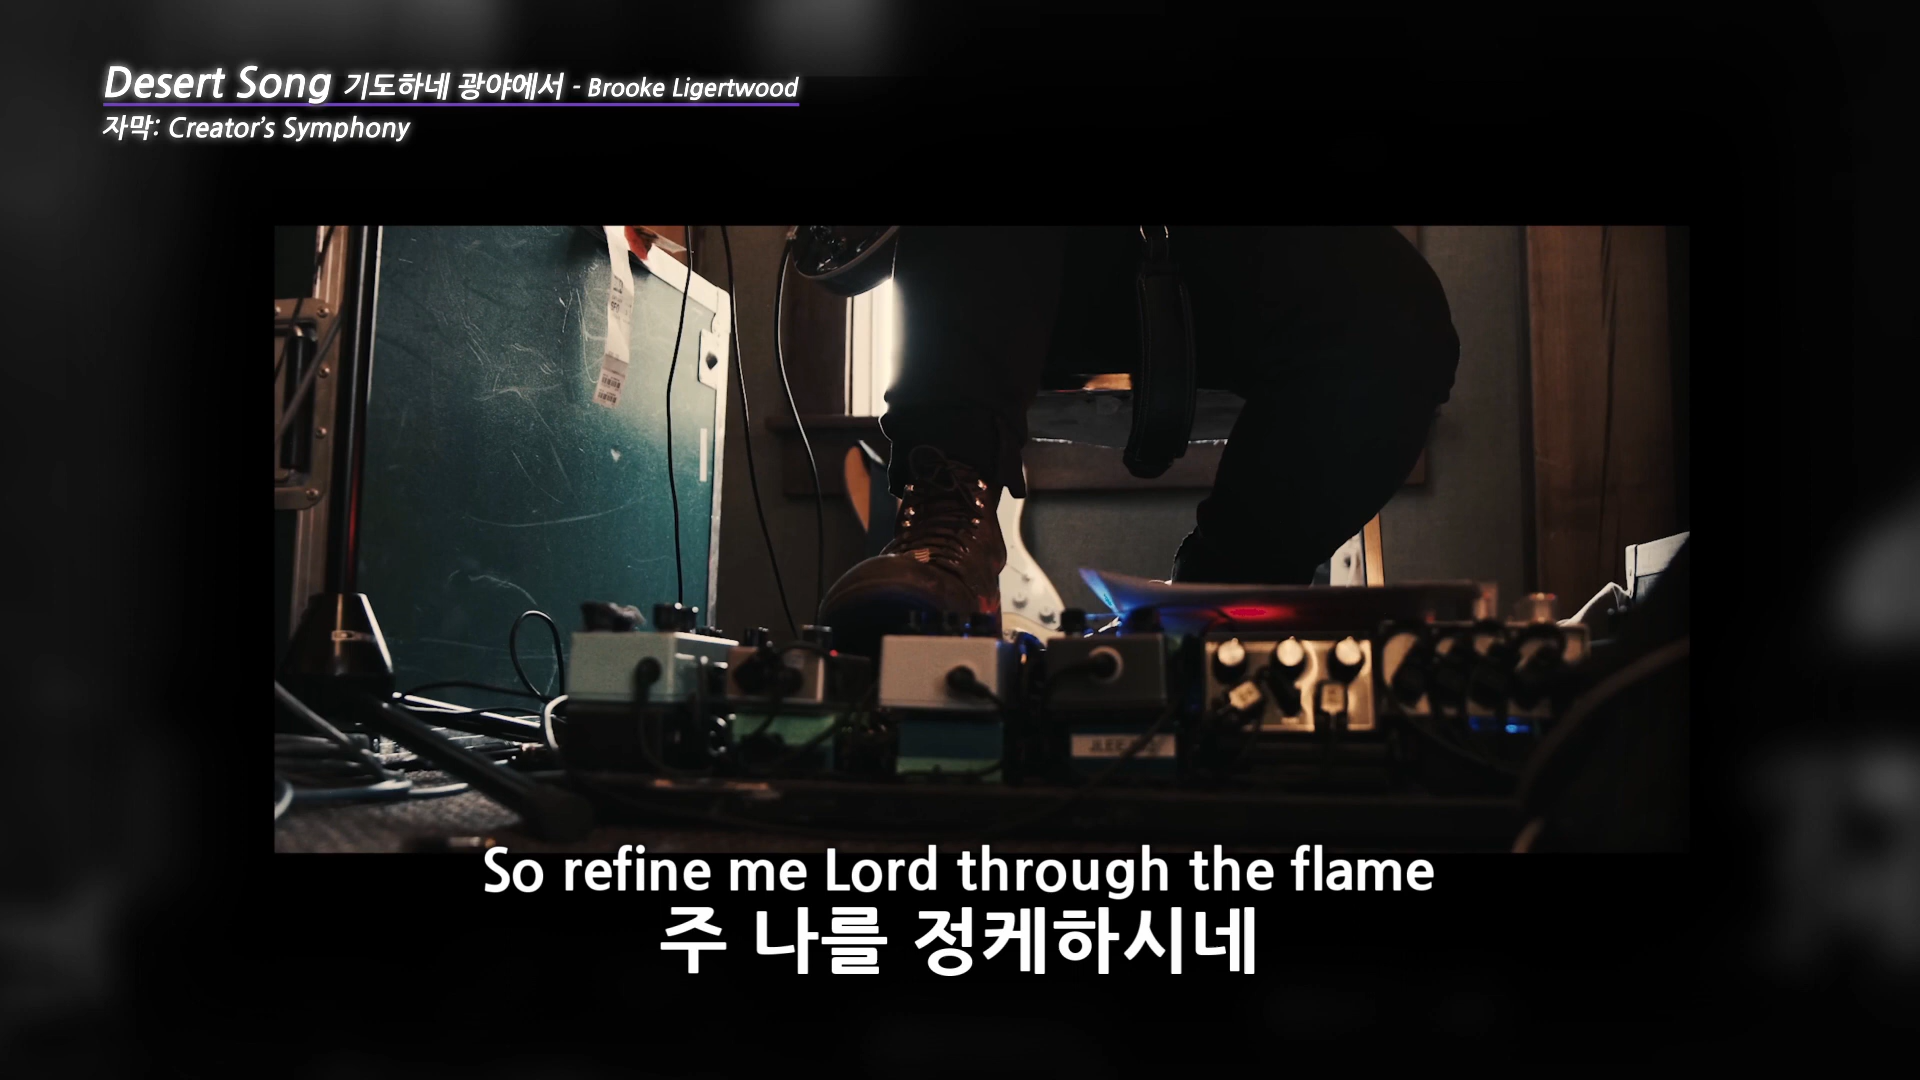 Desert Song 기도하네 광야에서 - Brooke Ligertwood
자막: Creator's Symphony
So refine me Lord through the flame
주 나를 정케하시네